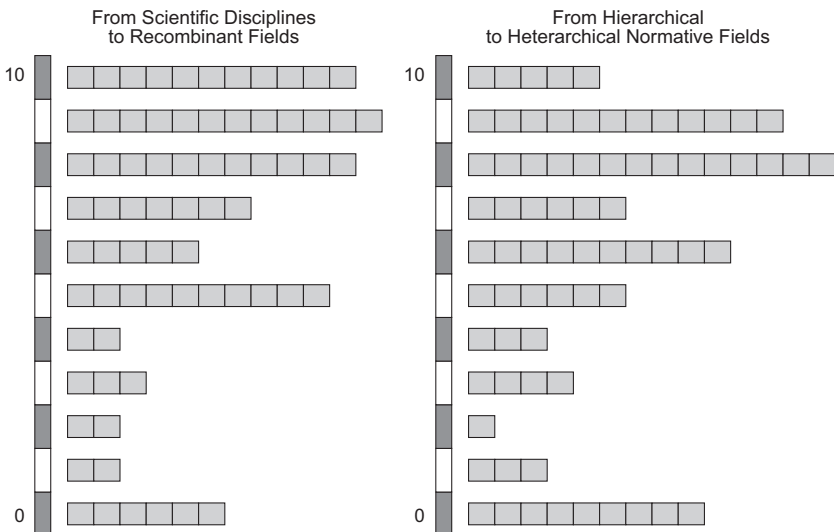 From Scientific Disciplines
to Recombinant Fields
10
0
From Hierarchical
to Heterarchical Normative Fields
10
0